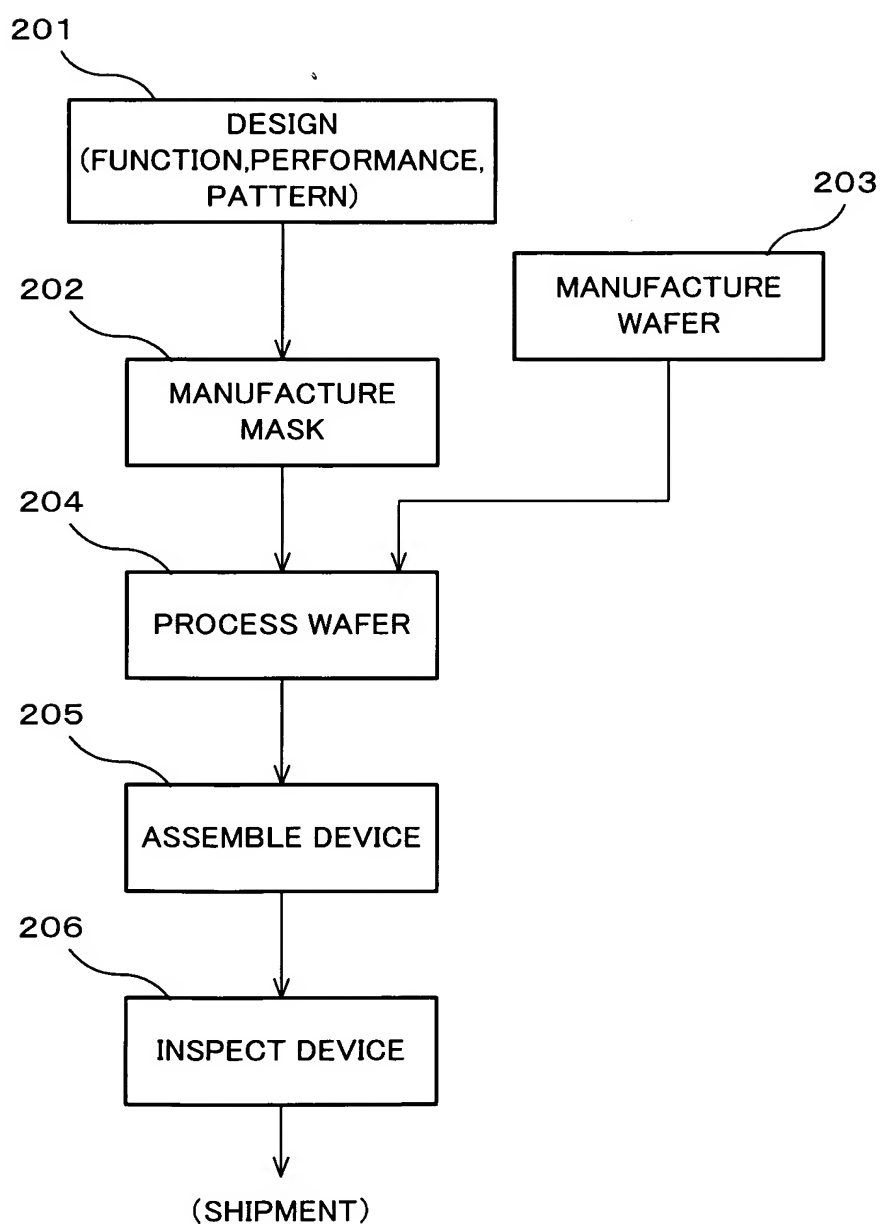 201
DESIGN
(FUNCTION,PERFORMANCE,
PATTERN)
203
MANUFACTURE
WAFER
202
MANUFACTURE
MASK
204
PROCESS WAFER
205
ASSEMBLE DEVICE
206
INSPECT DEVICE
(SHIPMENT)